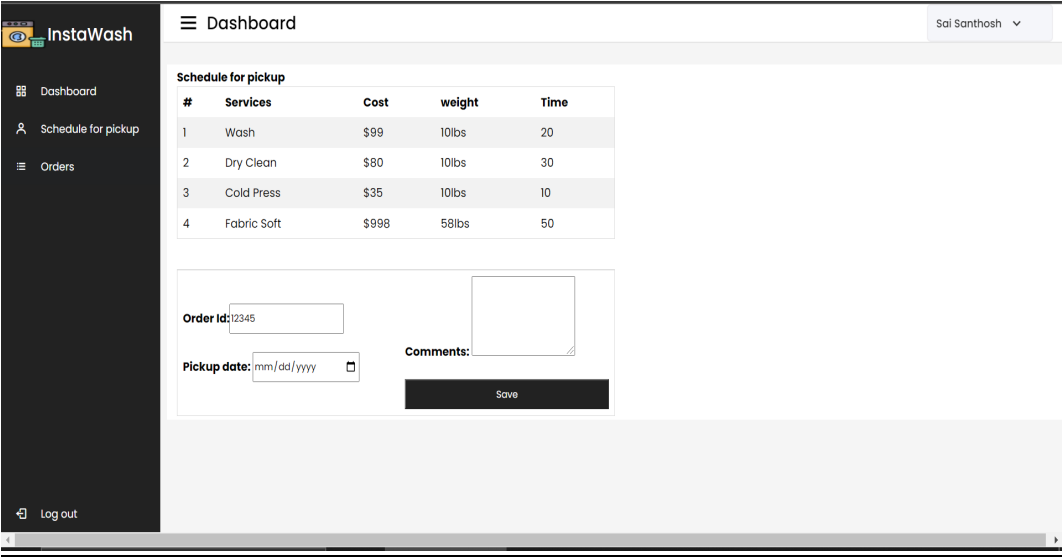 InstaWash
Dashboard
Sai Santhosh
Dashboard
Schedule for pickup
Orders
Log out
Schedule for pickup
# Services Cost weight Time
1 Wash $99 10lbs 20
2 Dry Clean $80 10lbs 30
3 Cold Press $35 10lbs 10
4 Fabric Soft $998 58lbs 50
Order Id: 12345
Pickup date: mm/dd/yyyy
Comments:
Save